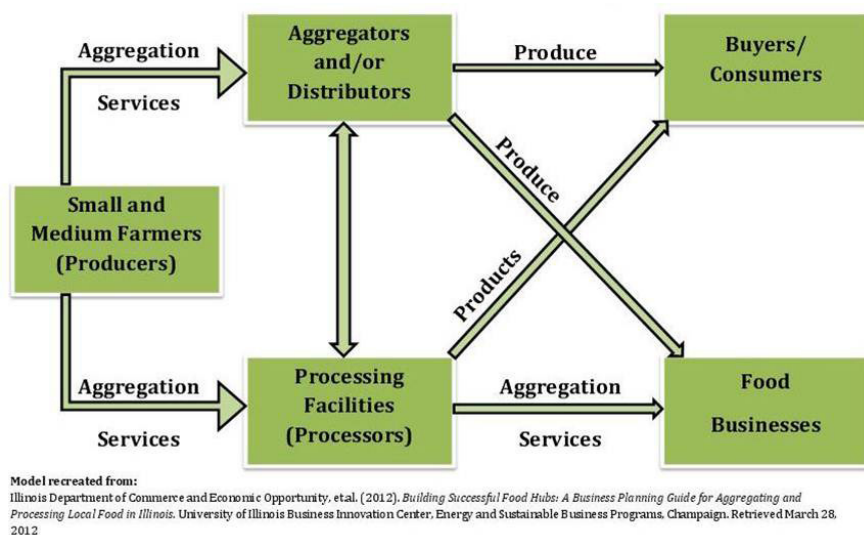 Aggregation
Services
Aggregators
and/or
Distributors
Produce
Buyers/
Consumers
Small and
Medium Farmers
(Producers)
Produce
Products
Aggregation
Services
Processing
Facilities
(Processors)
Aggregation
Services
Food
Businesses
Model recreated from:
Illinois Department of Commerce and Economic Opportunity, et.al. (2012). Building Successful Food Hubs: A Business Planning Guide for Aggregating and
Processing Local Food in Illinois. University of Illinois Business Innovation Center, Energy and Sustainable Business Programs, Champaign. Retrieved March 28,
2012